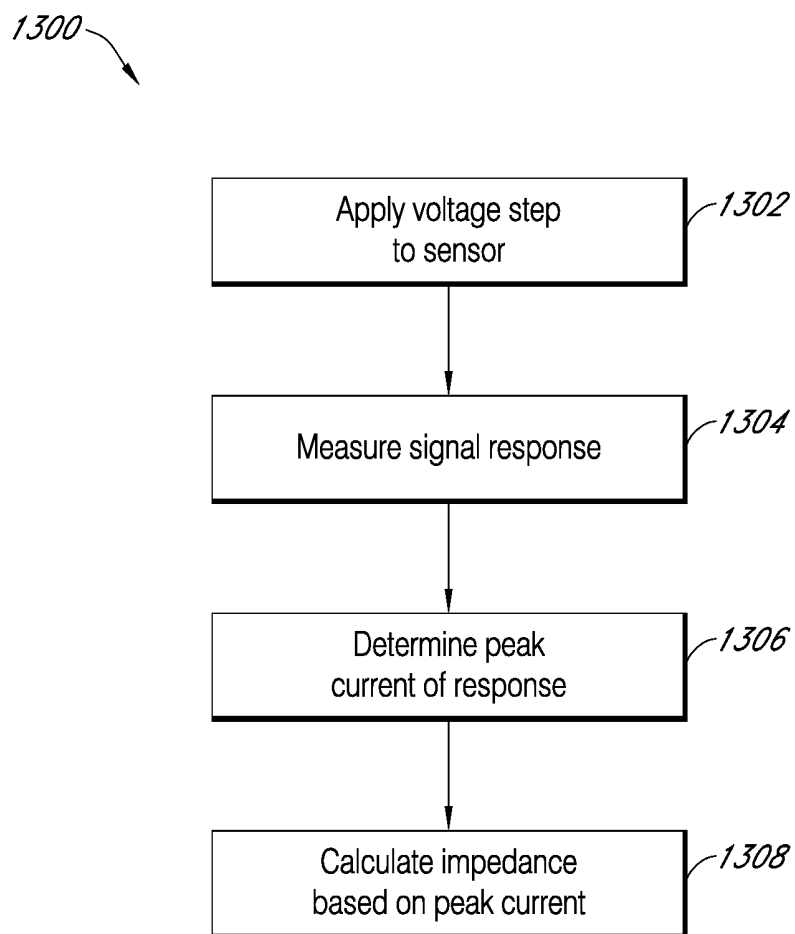 1300
Apply voltage step
to sensor
1302
Measure signal response
1304
Determine peak
current of response
1306
Calculate impedance
based on peak current
1308